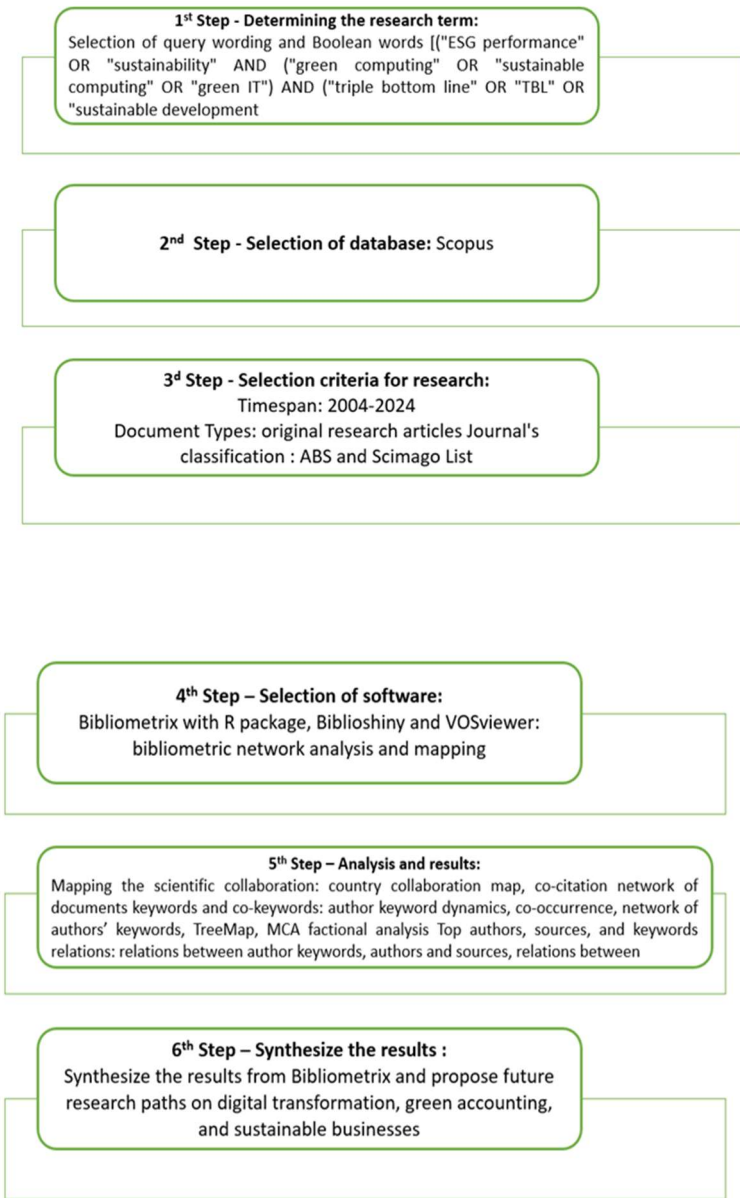 1st Step - Determining the research term:
Selection of query wording and Boolean words [("ESG performance"
OR "sustainability" AND ("green computing" OR "sustainable
computing" OR "green IT") AND ("triple bottom line" OR "TBL" OR
"sustainable development
2nd Step - Selection of database: Scopus
3d Step - Selection criteria for research:
Timespan: 2004-2024
Document Types: original research articles Journal's
classification : ABS and Scimago List
4th Step – Selection of software:
Bibliometrix with R package, Biblioshiny and VOSviewer:
bibliometric network analysis and mapping
5th Step – Analysis and results:
Mapping the scientific collaboration: country collaboration map, co-citation network of
documents keywords and co-keywords: author keyword dynamics, co-occurrence, network of
authors' keywords, TreeMap, MCA factional analysis Top authors, sources, and keywords
relations: relations between author keywords, authors and sources, relations between
6th Step – Synthesize the results :
Synthesize the results from Bibliometrix and propose future
research paths on digital transformation, green accounting,
and sustainable businesses